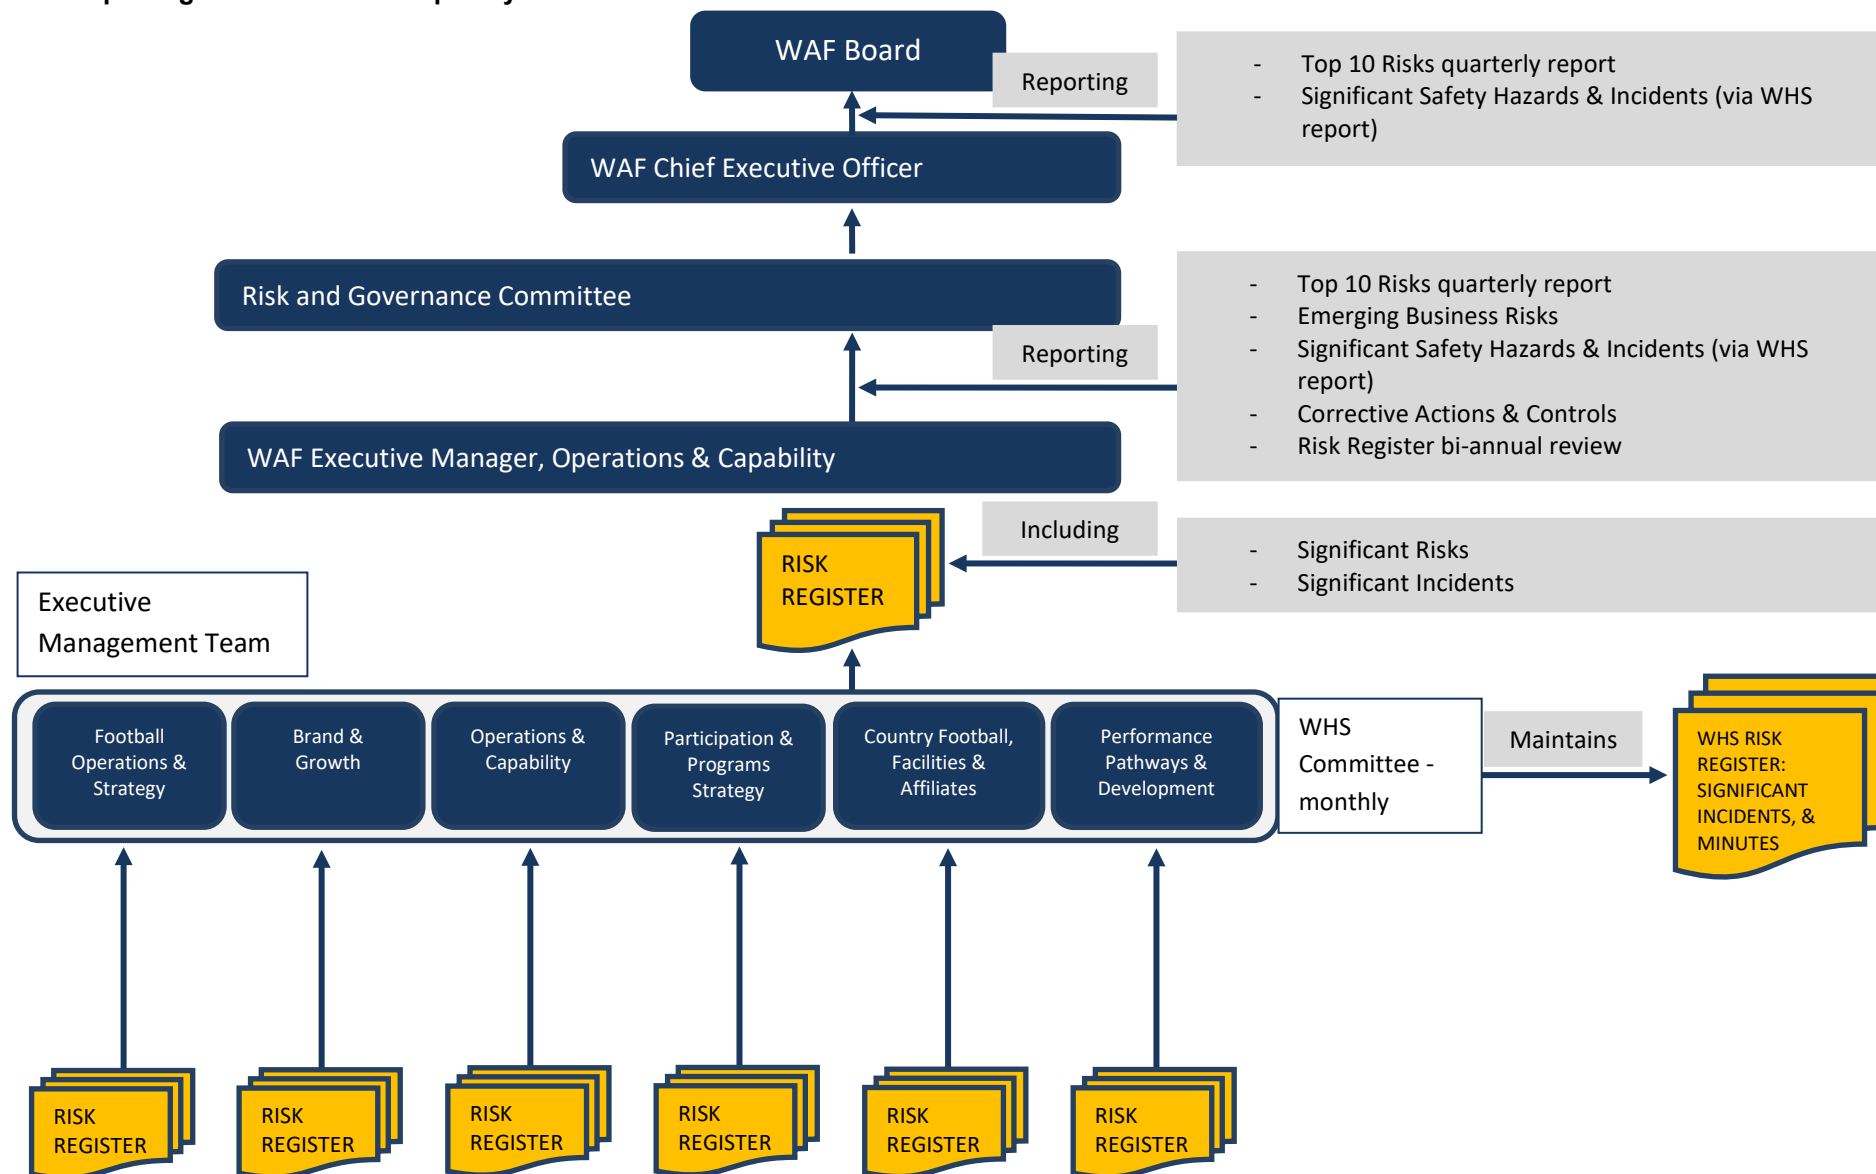 WAF Board
Reporting
- Top 10 Risks quarterly report
- Significant Safety Hazards & Incidents (via WHS
report)
WAF Chief Executive Officer
Risk and Governance Committee
Reporting
- Top 10 Risks quarterly report
- Emerging Business Risks
- Significant Safety Hazards & Incidents (via WHS
report)
- Corrective Actions & Controls
- Risk Register bi-annual review
WAF Executive Manager, Operations & Capability
Including
- Significant Risks
- Significant Incidents
RISK
REGISTER
Executive
Management Team
Football
Operations &
Strategy
Brand &
Growth
Operations &
Capability
Participation &
Programs
Strategy
Country Football,
Facilities &
Affiliates
Performance
Pathways &
Development
WHS
Committee -
monthly
Maintains
WHS RISK
REGISTER:
SIGNIFICANT
INCIDENTS, &
MINUTES
RISK
REGISTER
RISK
REGISTER
RISK
REGISTER
RISK
REGISTER
RISK
REGISTER
RISK
REGISTER